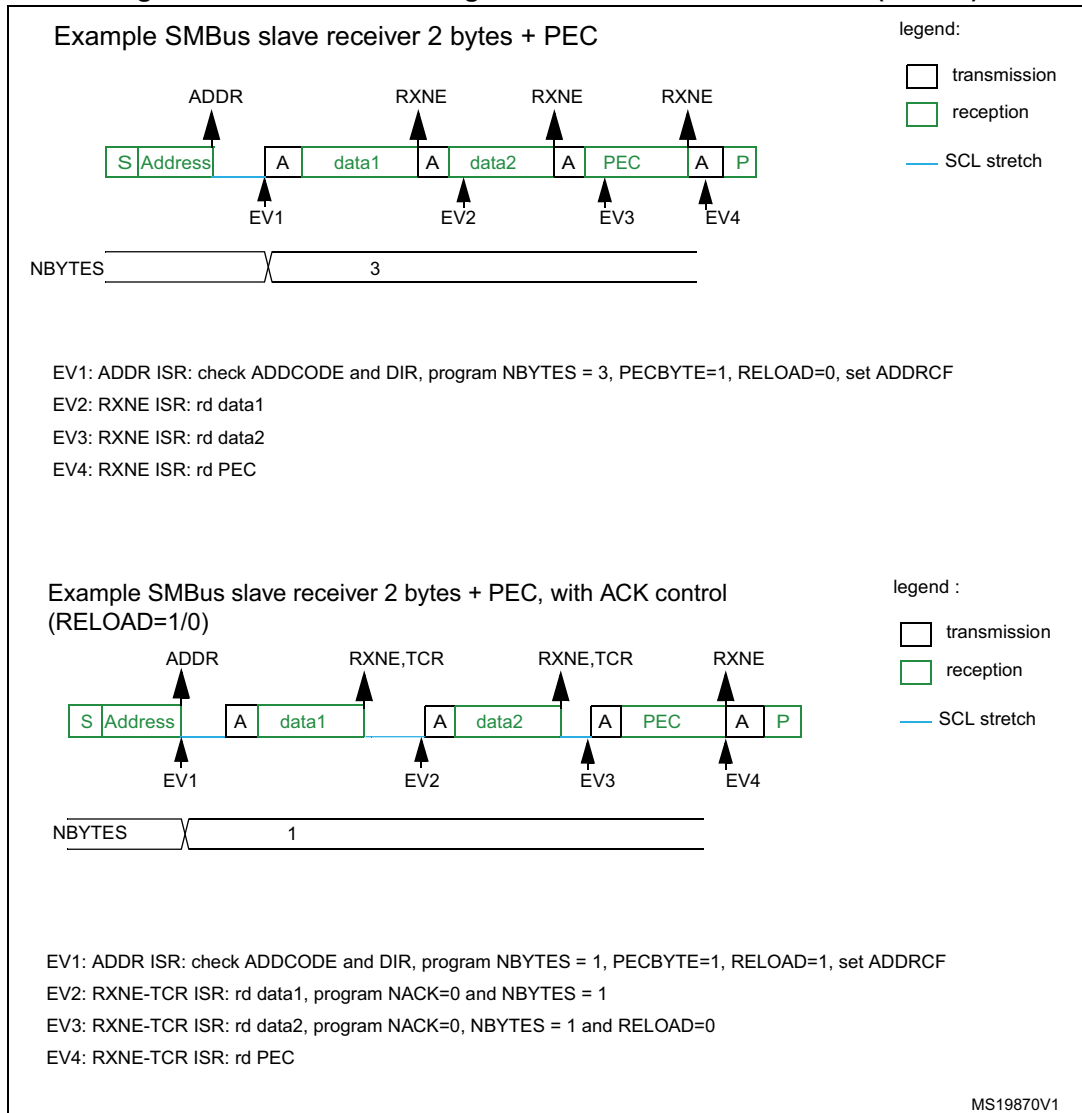 Example SMBus slave receiver 2 bytes + PEC
legend:
transmission
reception
SCL stretch
ADDR RXNE RXNE RXNE
S Address A data1 A data2 A PEC A P
EV1 EV2 EV3 EV4
NBYTES 3
EV1: ADDR ISR: check ADDCODE and DIR, program NBYTES = 3, PECBYTE=1, RELOAD=0, set ADDRCF
EV2: RXNE ISR: rd data1
EV3: RXNE ISR: rd data2
EV4: RXNE ISR: rd PEC
Example SMBus slave receiver 2 bytes + PEC, with ACK control
(RELOAD=1/0)
legend :
transmission
reception
SCL stretch
ADDR RXNE,TCR RXNE,TCR RXNE
S Address A data1 A data2 A PEC A P
EV1 EV2 EV3 EV4
NBYTES 1
EV1: ADDR ISR: check ADDCODE and DIR, program NBYTES = 1, PECBYTE=1, RELOAD=1, set ADDRCF
EV2: RXNE-TCR ISR: rd data1, program NACK=0 and NBYTES = 1
EV3: RXNE-TCR ISR: rd data2, program NACK=0, NBYTES = 1 and RELOAD=0
EV4: RXNE-TCR ISR: rd PEC
MS19870V1